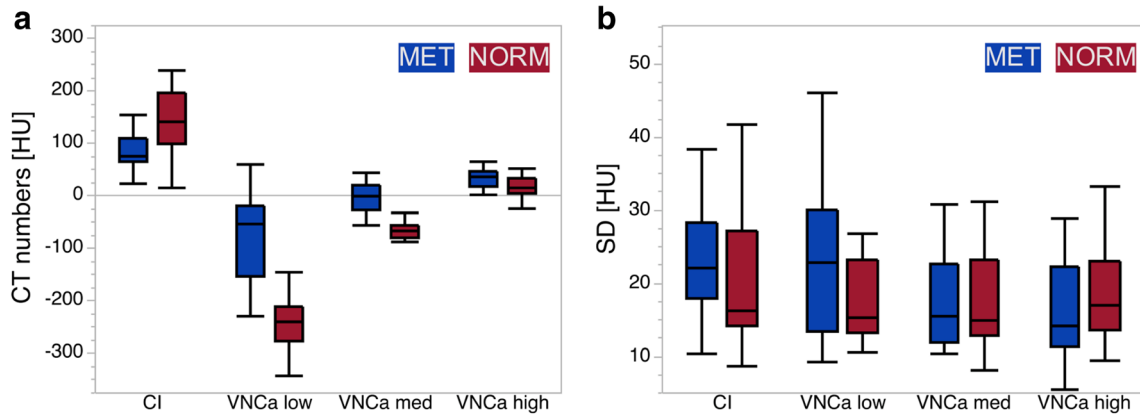 a
CT numbers [HU]
300
200
100
0
-100
-200
-300
MET NORM
CI VNCa low VNCa med VNCa high
b
SD [HU]
50
40
30
20
10
MET NORM
CI VNCa low VNCa med VNCa high